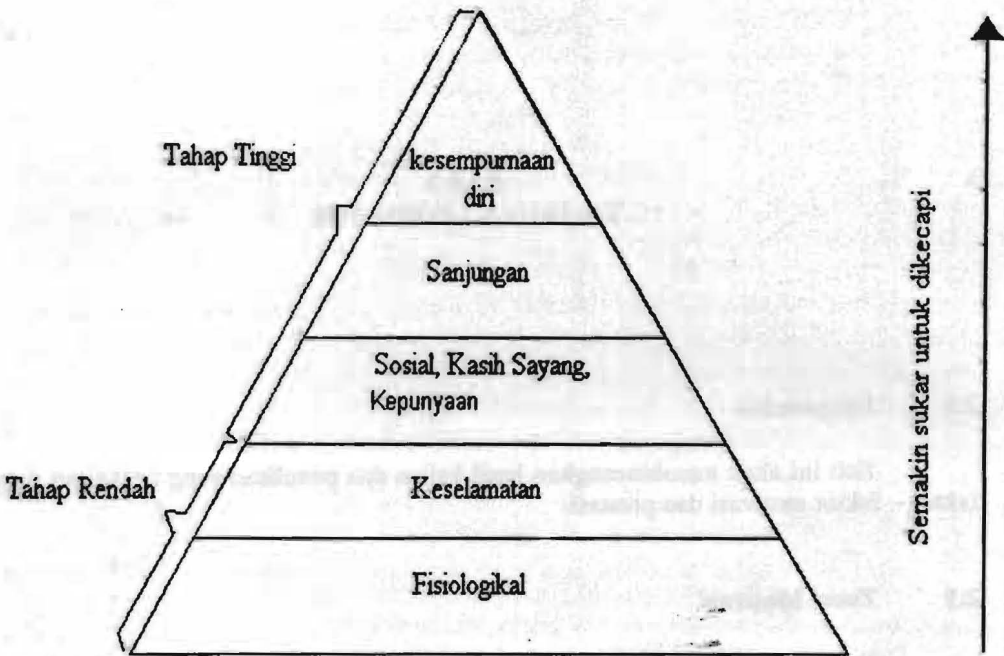 Tahap Tinggi
kesempurnaan
diri
Sanjungan
Sosial, Kasih Sayang,
Kepunyaan
Tahap Rendah
Keselamatan
Fisiologikal
Semakin sukar untuk dikecapi